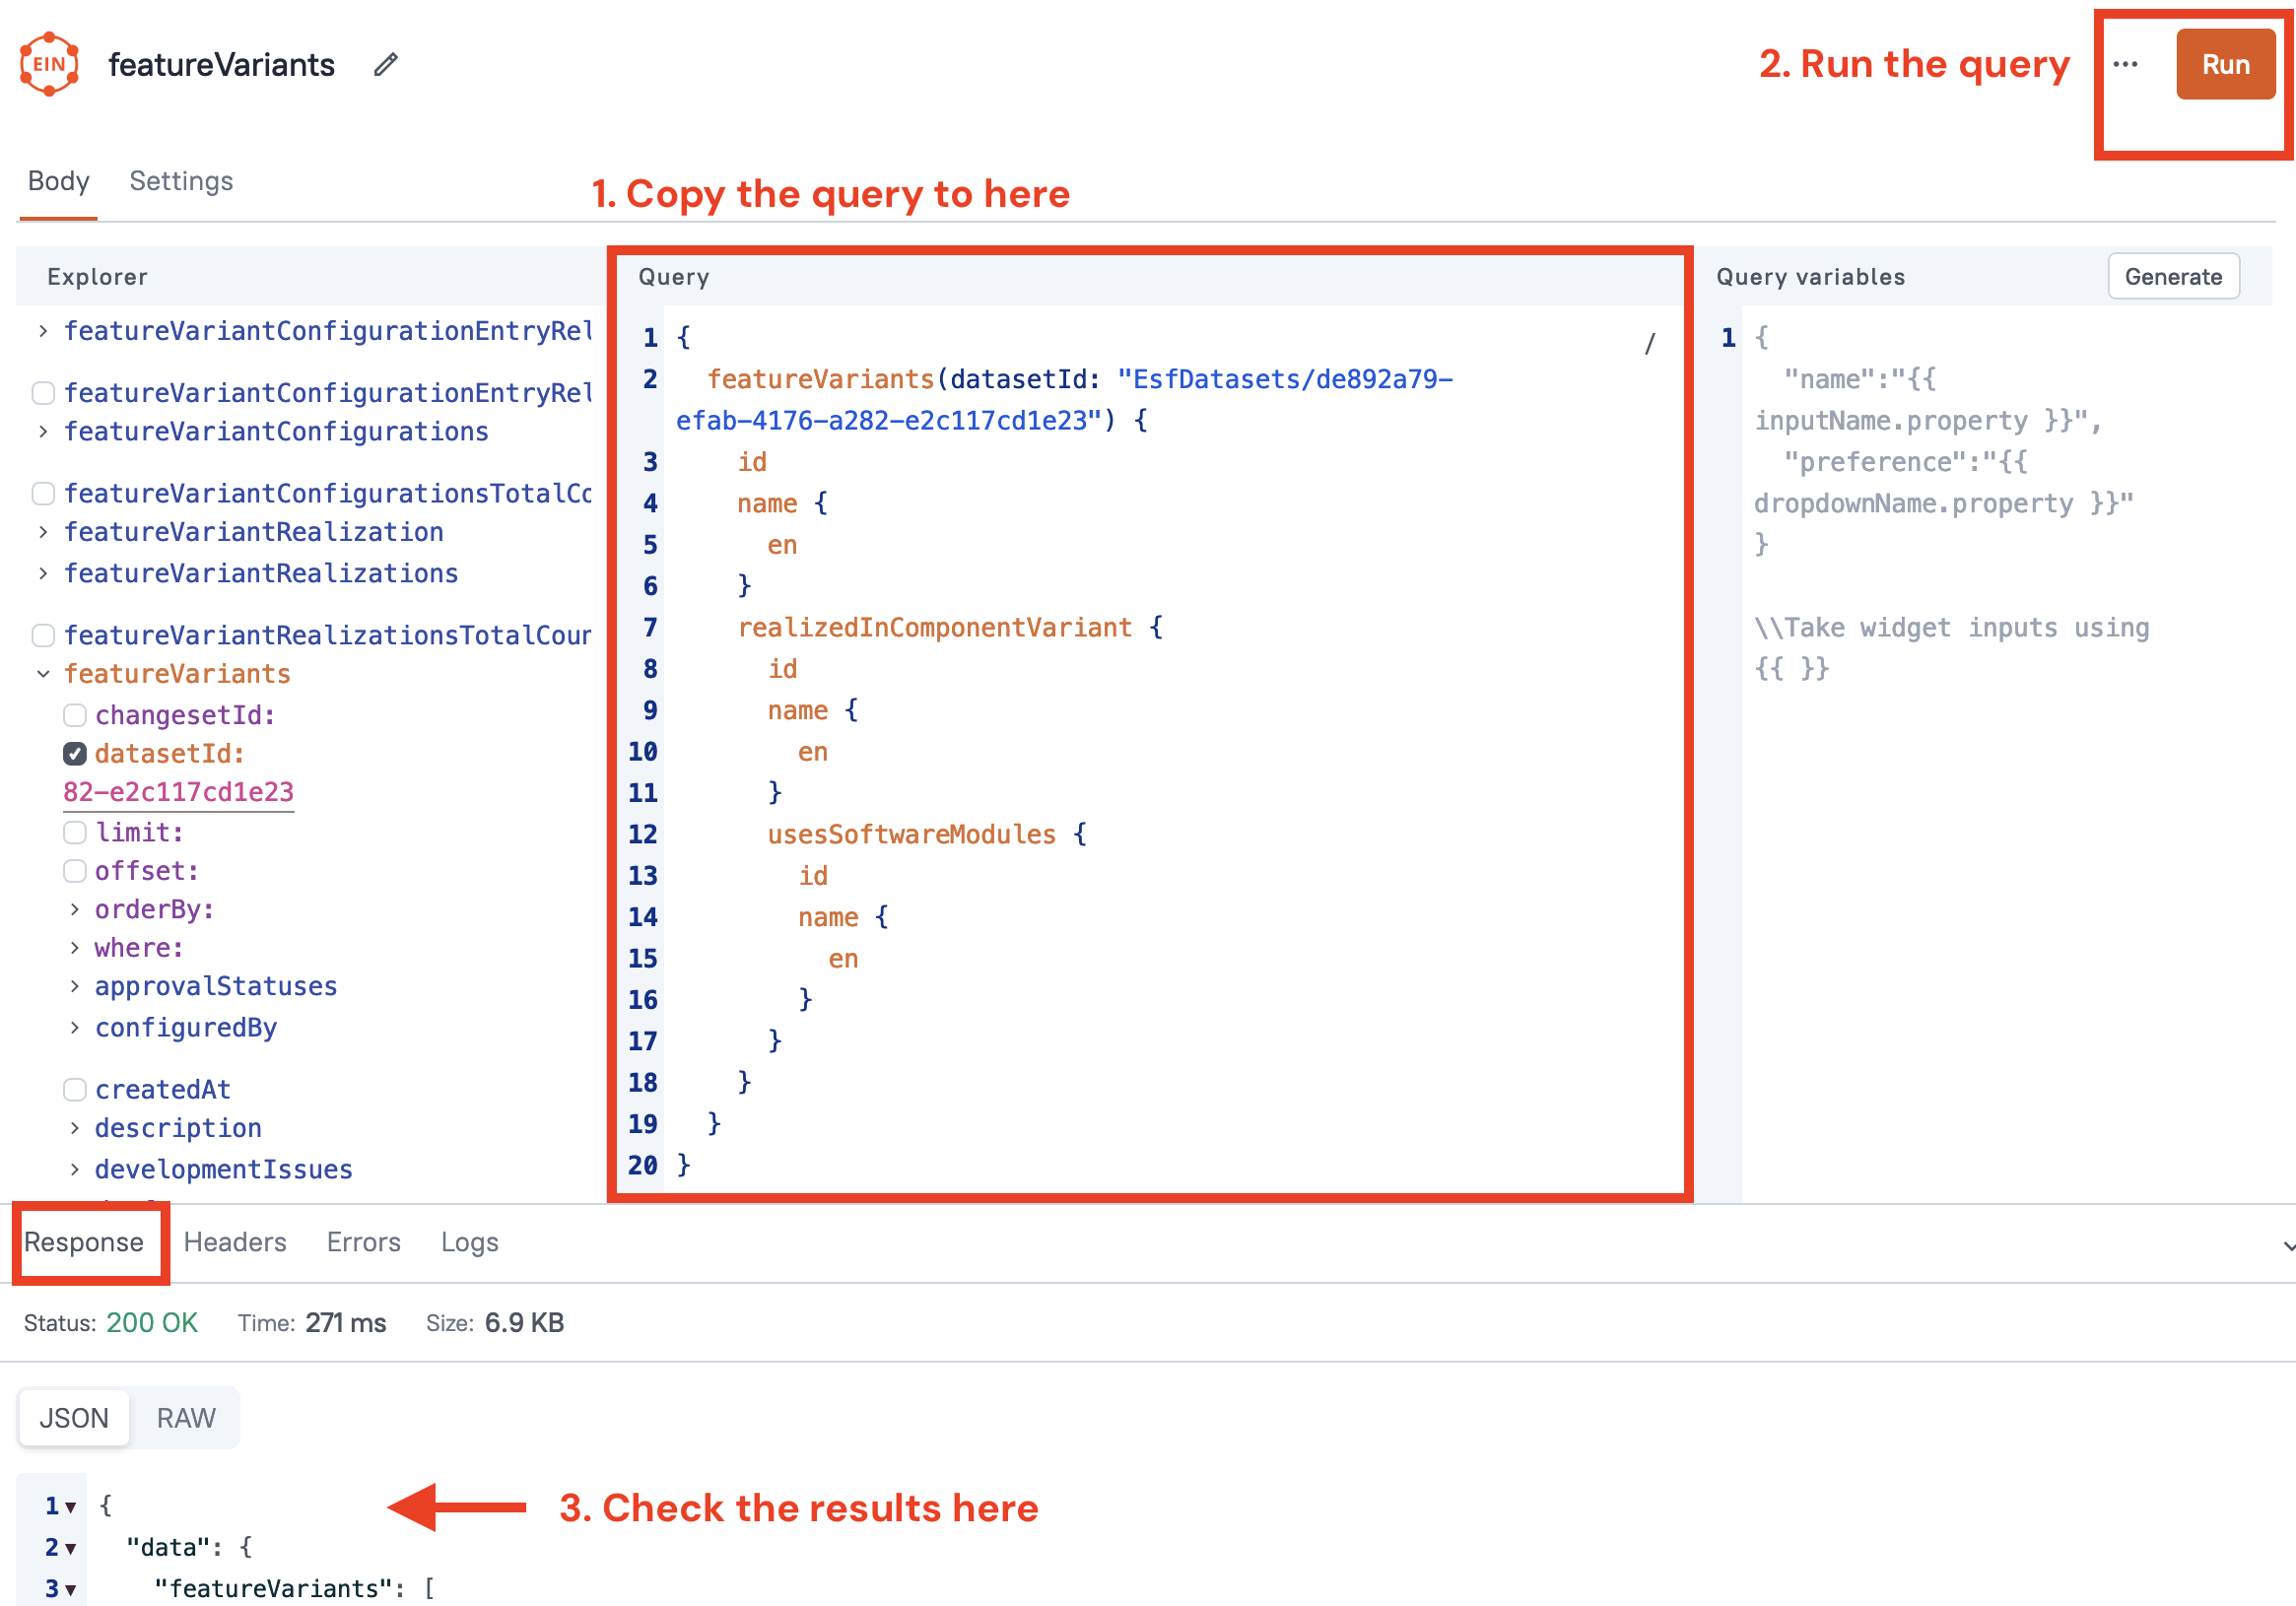 EIN
featureVariants
2. Run the query
...
Run
Body Settings
1. Copy the query to here
Explorer
featureVariantConfigurationEntryRel
featureVariantConfigurationEntryRel
featureVariantConfigurations
featureVariantConfigurationsTotalCo
featureVariantRealization
featureVariantRealizations
featureVariantRealizationsTotalCour
featureVariants
changesetId:
datasetId:
82-e2c117cd1e23
limit:
offset:
orderBy:
where:
approvalStatuses
configuredBy
createdAt
description
developmentIssues
Query
/
1 {
2 featureVariants(datasetId: "EsfDatasets/de892a79-
efab-4176-a282-e2c117cd1e23") {
3 id
4 name {
5 en
6 }
7 realizedInComponentVariant {
8 id
9 name {
10 en
11 }
12 usesSoftwareModules {
13 id
14 name {
15 en
16 }
17 }
18 }
19 }
20 }
Query variables
Generate
1 {
"name":"{{
inputName.property }}",
"preference":"{{
dropdownName.property }}"
}
\\Take widget inputs using
{{ }}
Response Headers Errors Logs
Status: 200 OK Time: 271 ms Size: 6.9 KB
JSON RAW
3. Check the results here
1 {
2 "data": {
3 "featureVariants": [